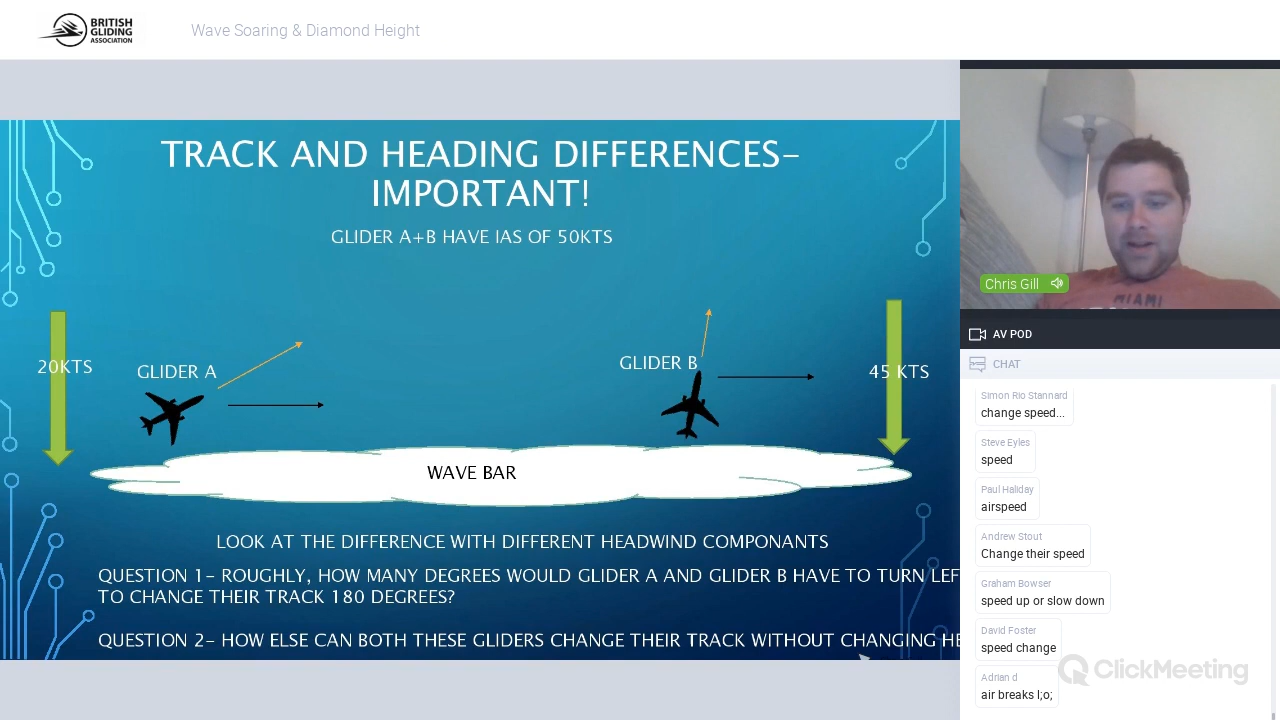 BRITISH
GLIDING
ASSOCIATION
Wave Soaring & Diamond Height
TRACK AND HEADING DIFFERENCES-
IMPORTANT!
GLIDER A+B HAVE IAS OF 50KTS
20KTS
GLIDER A
GLIDER B
45 KTS
WAVE BAR
LOOK AT THE DIFFERENCE WITH DIFFERENT HEADWIND COMPONANTS
QUESTION 1- ROUGHLY, HOW MANY DEGREES WOULD GLIDER A AND GLIDER B HAVE TO TURN LEF
TO CHANGE THEIR TRACK 180 DEGREES?
QUESTION 2- HOW ELSE CAN BOTH THESE GLIDERS CHANGE THEIR TRACK WITHOUT CHANGING HE
Chris Gill
MIAMI
AV POD
CHAT
Simon Rio Stannard
change speed...
Steve Eyles
speed
Paul Haliday
airspeed
Andrew Stout
Change their speed
Graham Bowser
speed up or slow down
David Foster
speed change
Adrian d
air breaks l;o;
ClickMeeting